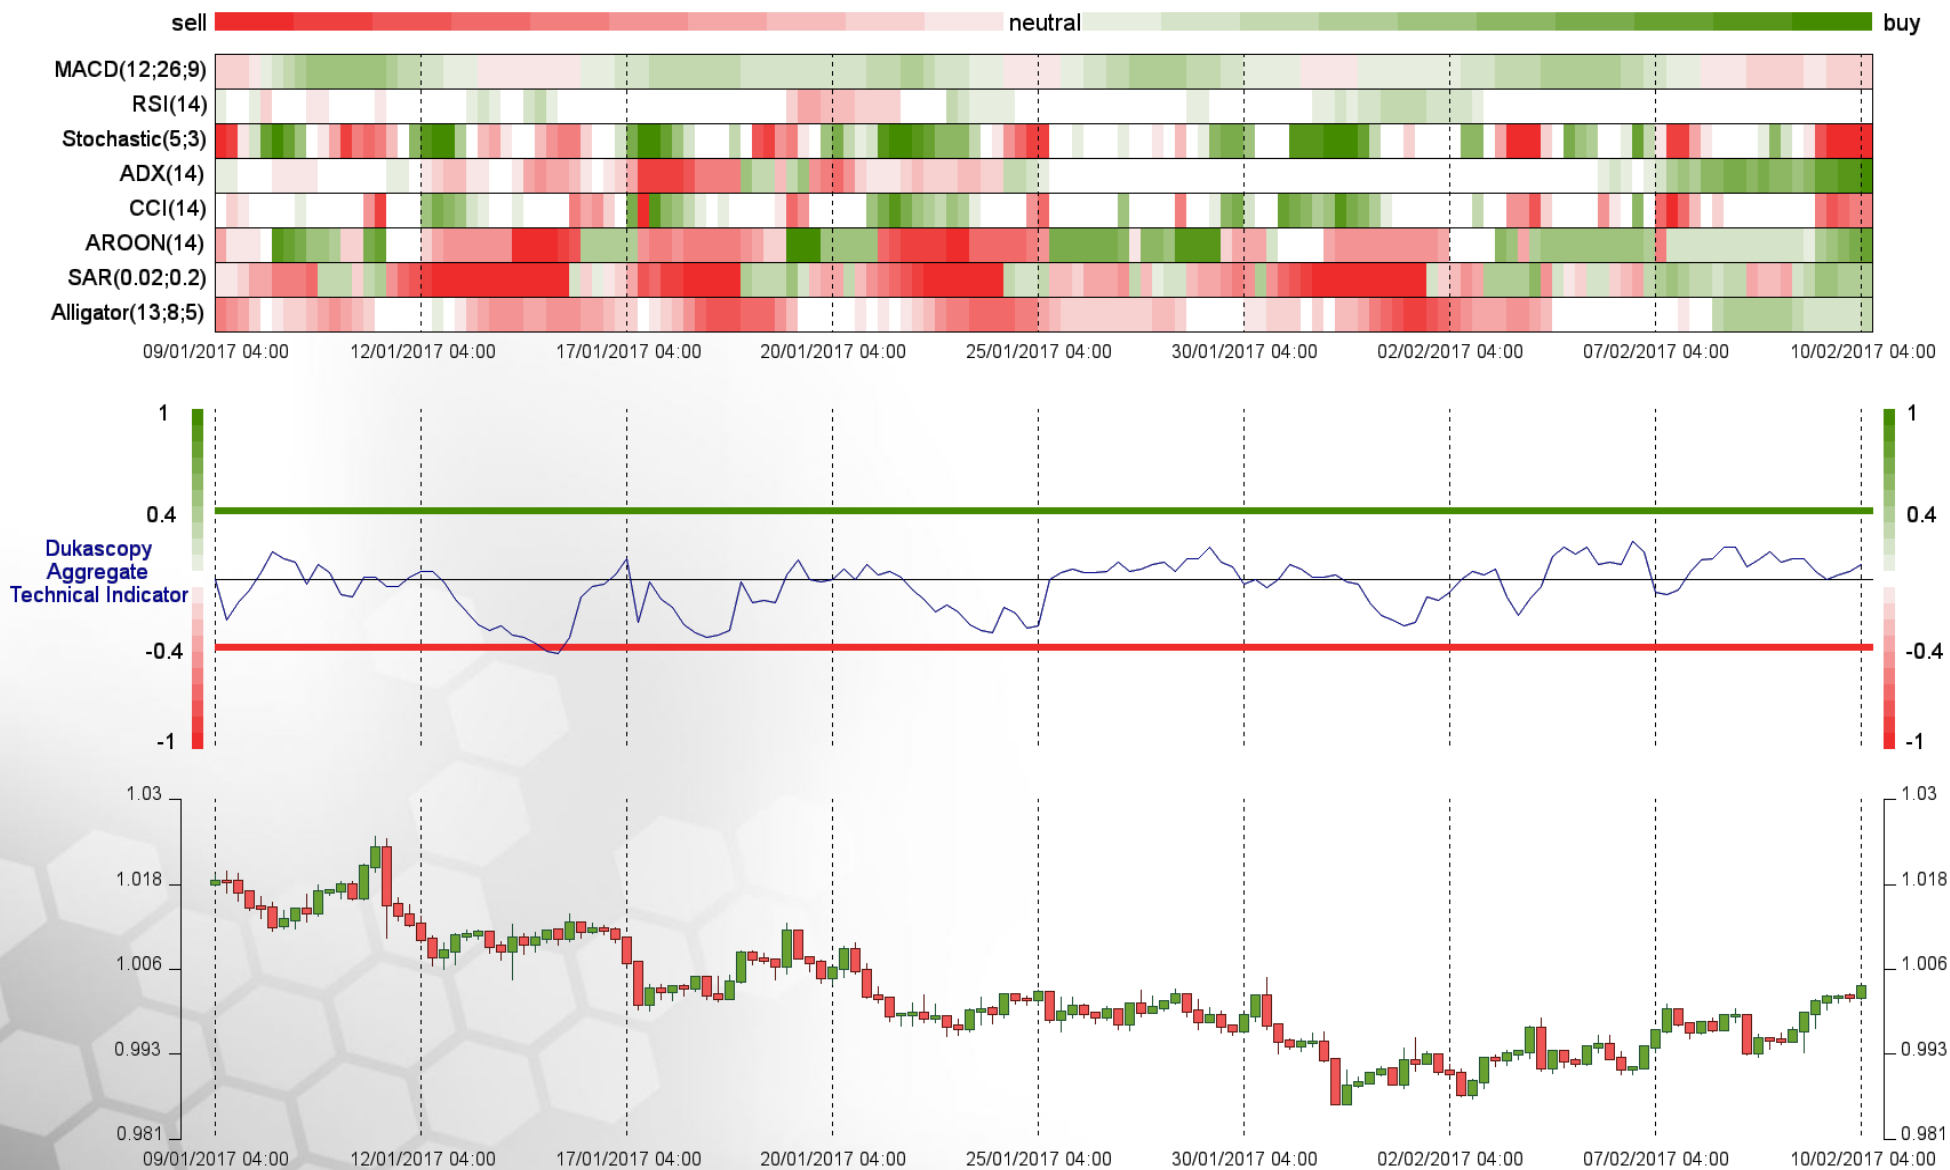 sell neutral buy
MACD(12;26;9)
RSI(14)
Stochastic(5;3)
ADX(14)
CCI(14)
AROON(14)
SAR(0.02;0.2)
Alligator(13;8;5)
09/01/2017 04:00 12/01/2017 04:00 17/01/2017 04:00 20/01/2017 04:00 25/01/2017 04:00 30/01/2017 04:00 02/02/2017 04:00 07/02/2017 04:00 10/02/2017 04:00
1 1
0.4 0.4
Dukascopy
Aggregate
Technical Indicator
-0.4 -0.4
-1 -1
1.03 1.03
1.018 1.018
1.006 1.006
0.993 0.993
0.981 0.981
09/01/2017 04:00 12/01/2017 04:00 17/01/2017 04:00 20/01/2017 04:00 25/01/2017 04:00 30/01/2017 04:00 02/02/2017 04:00 07/02/2017 04:00 10/02/2017 04:00